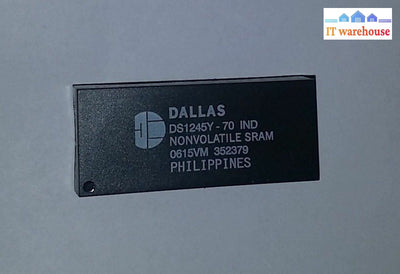 IT warehouse
DALLAS
DS1245Y-70 IND
NONVOLATILE SRAM
0615VM 352379
PHILIPPINES